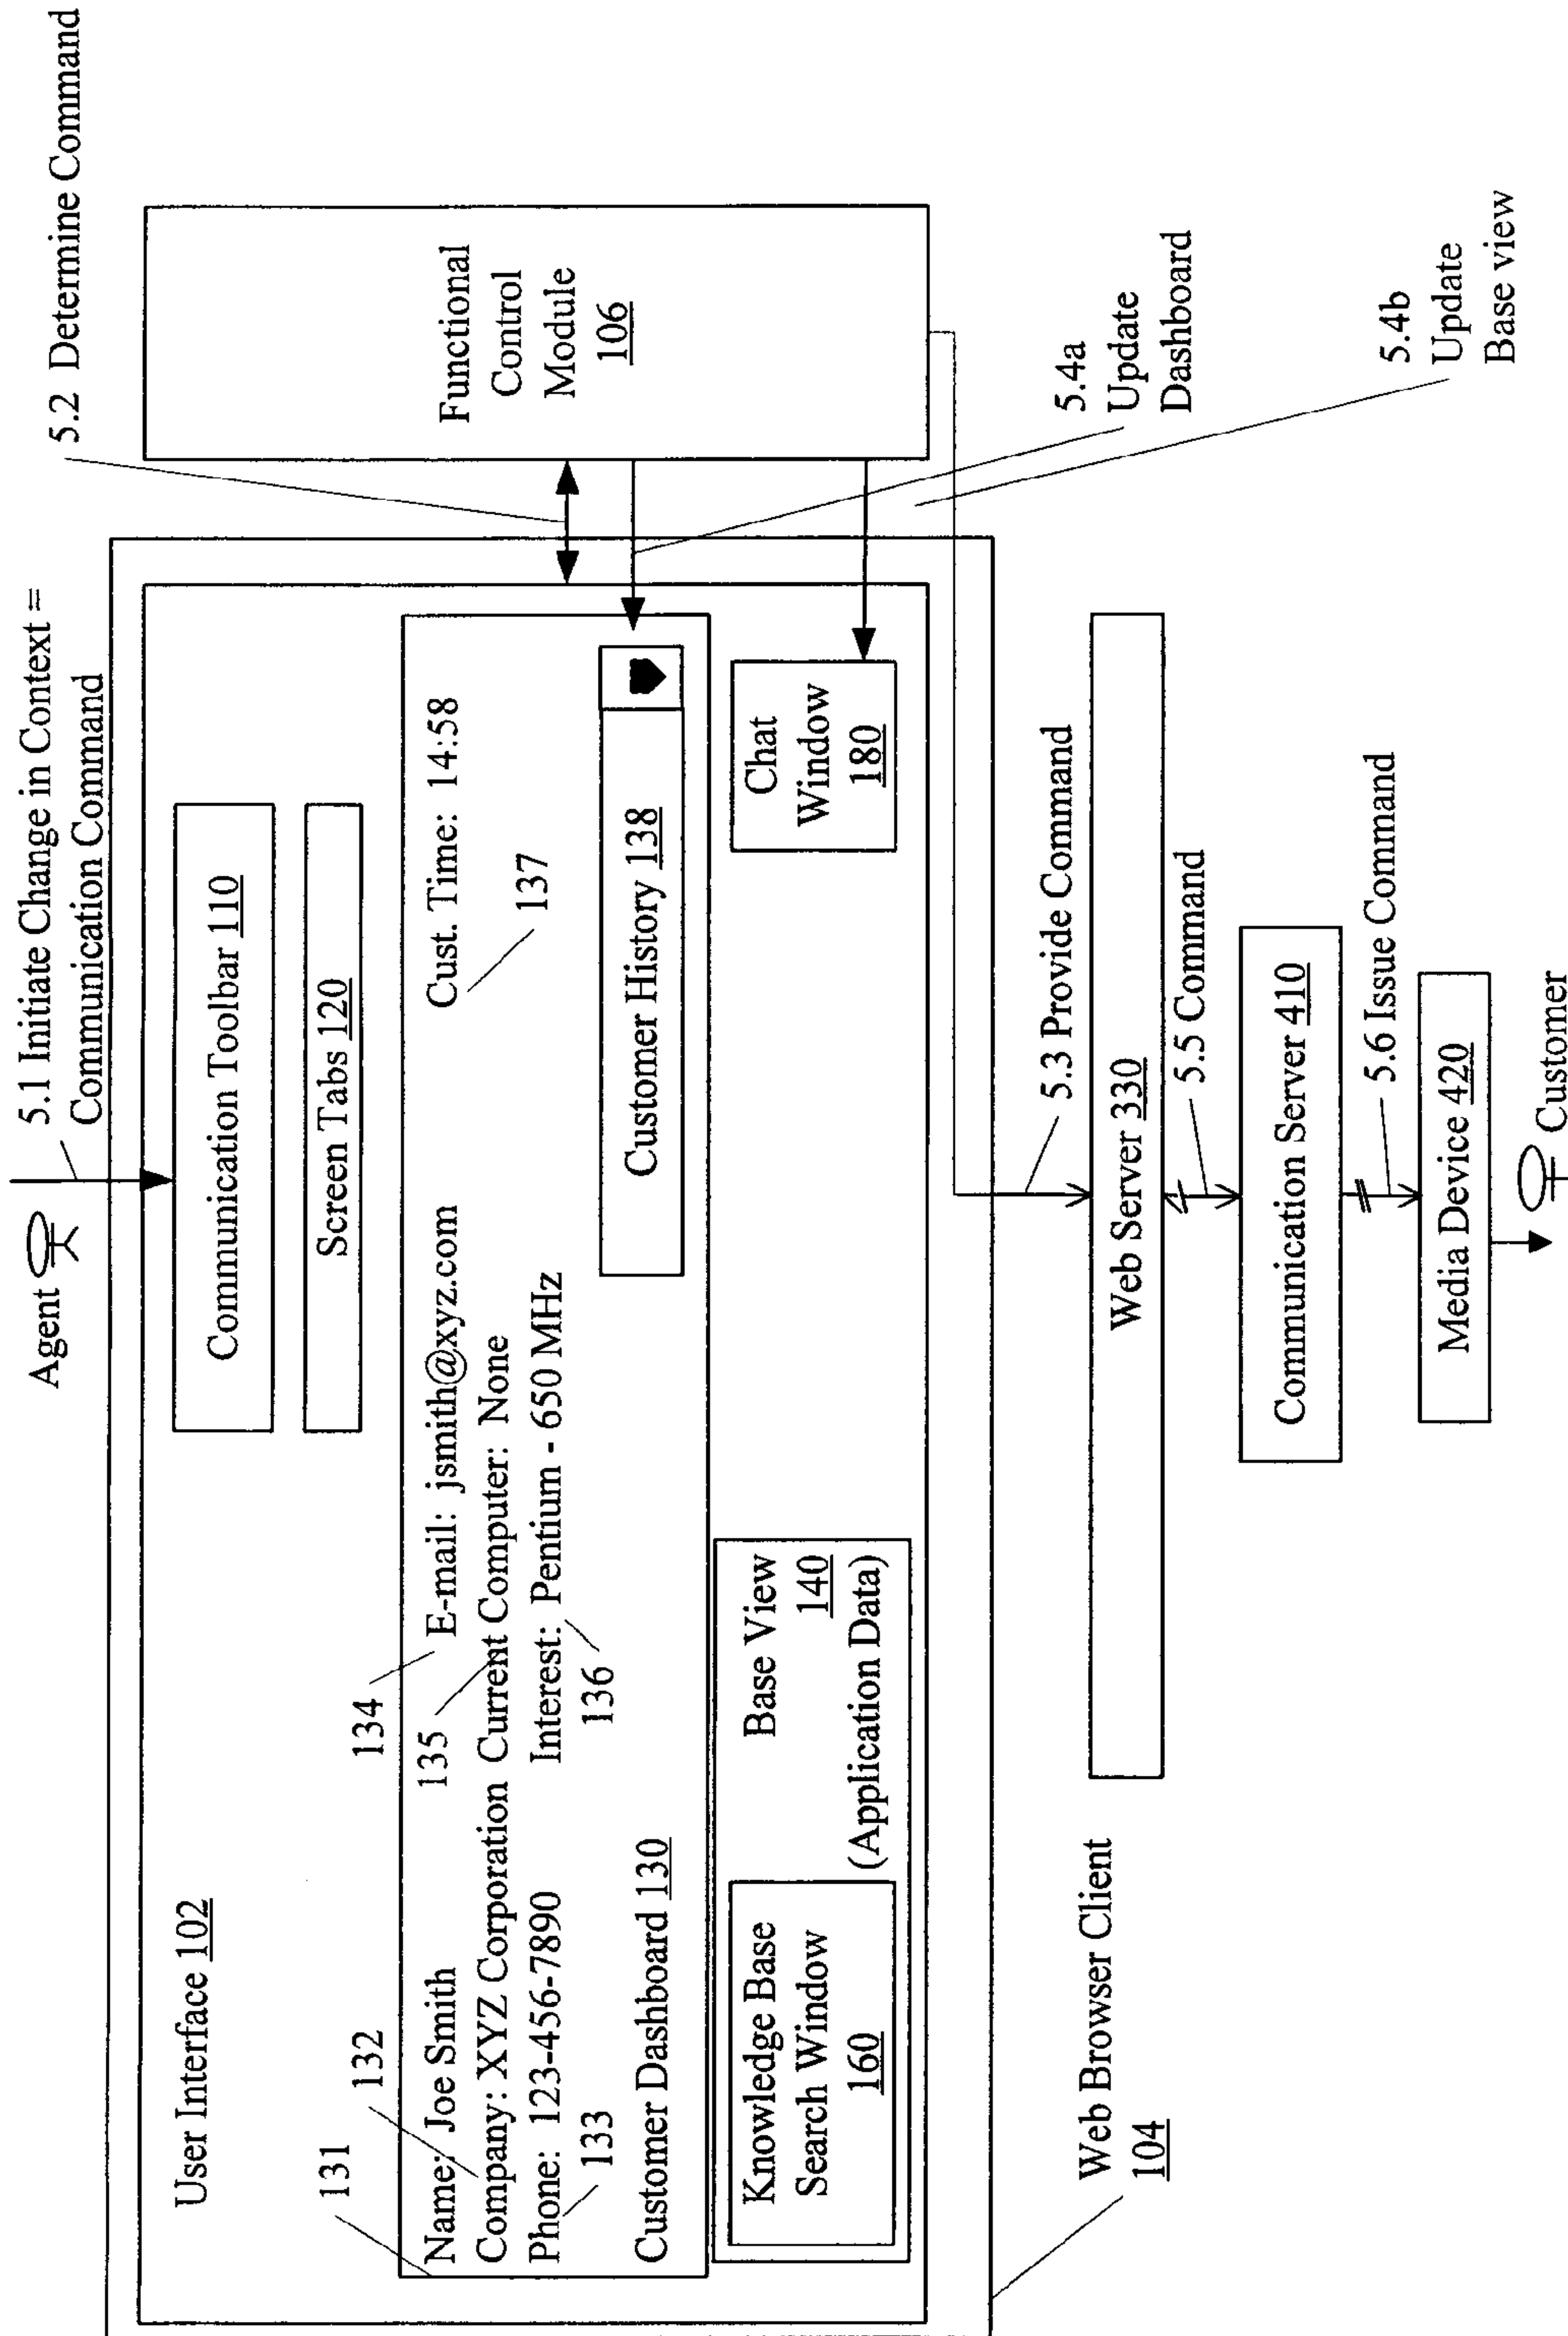 Agent
5.1 Initiate Change in Context =
Communication Command
5.2 Determine Command
User Interface 102
Communication Toolbar 110
Screen Tabs 120
131
132
134
135
Name: Joe Smith
E-mail: jsmith@xyz.com
Cust. Time: 14:58
Company: XYZ Corporation
Current Computer: None
137
Phone: 123-456-7890
Interest: Pentium - 650 MHz
133
136
Customer Dashboard 130
Customer History 138
Functional
Control
Module
106
Knowledge Base
Search Window
160
Base View
140
(Application Data)
Chat
Window
180
5.4a
Update
Dashboard
5.4b
Update
Base view
Web Browser Client
104
5.3 Provide Command
Web Server 330
5.5 Command
Communication Server 410
5.6 Issue Command
Media Device 420
Customer